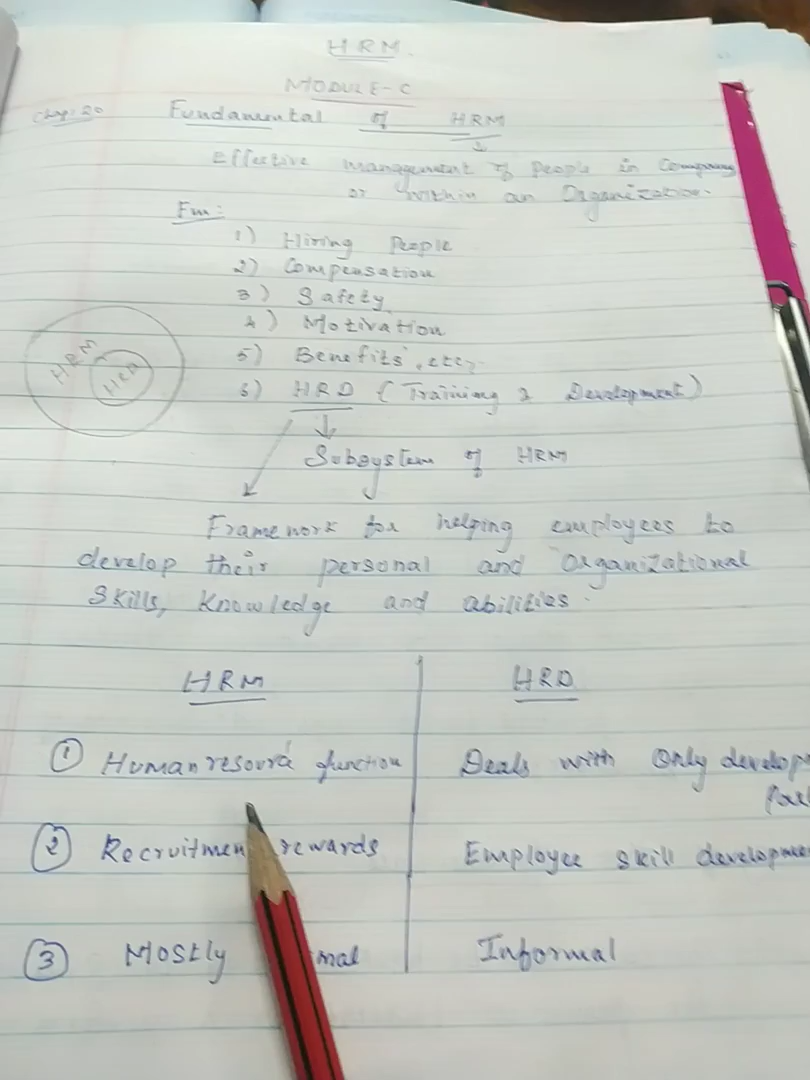 HRM.
MODULE-C
Chap: 20 Fundamental of HRM
Effective management of people in Company
or within an Organization.
Fun:
1) Hiring People
2) Compensation
3) Safety
4) Motivation
5) Benefits, etc,
6) HRD (Training & Development)
HRM
HRD
Subsystem of HRM
Framework for helping employees to
develop their personal and Organizational
Skills, Knowledge and abilities.
HRM HRD
① Human resource function Deals with Only develop
② Recruitmen rewards Employee skill developme
③ Mostly mal Informal